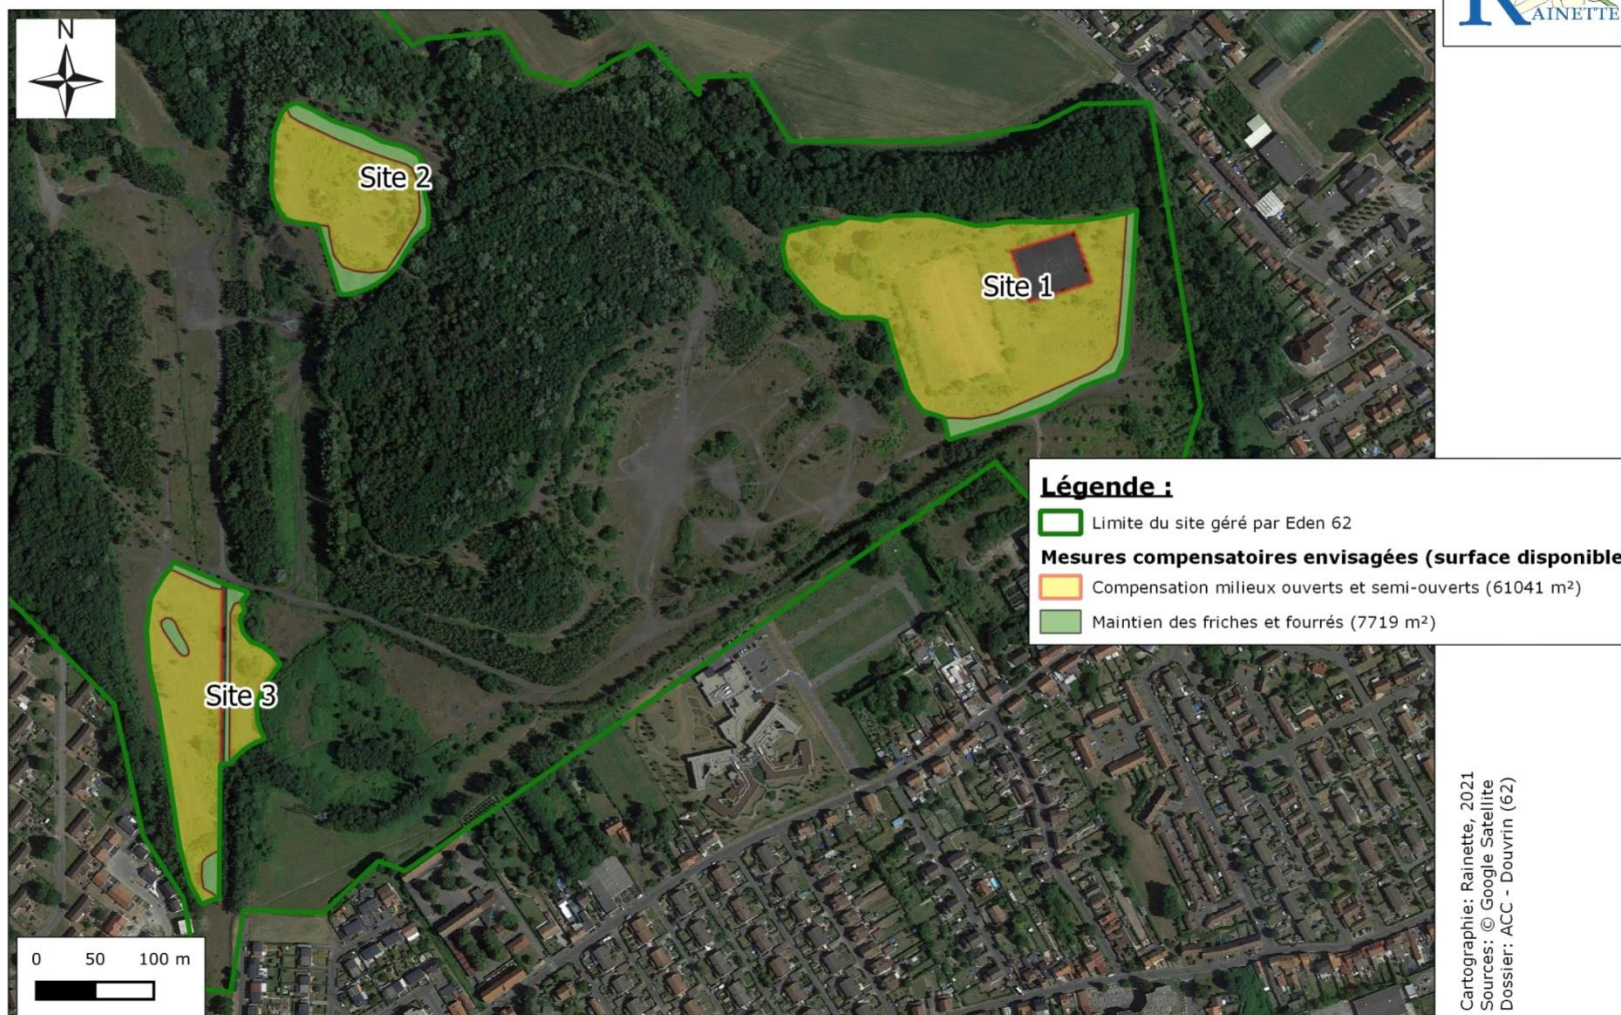 N
AINETTE
Site 2
Site 1
Site 3
Légende :
Limite du site géré par Eden 62
Mesures compensatoires envisagées (surface disponible
Compensation milieux ouverts et semi-ouverts (61041 m²)
Maintien des friches et fourrés (7719 m²)
0 50 100 m
Cartographie: Rainette, 2021
Sources: © Google Satellite
Dossier: ACC - Douvrin (62)